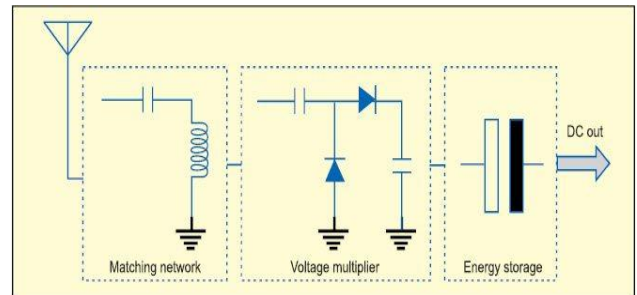 DC out
Matching network
Voltage multiplier
Energy storage